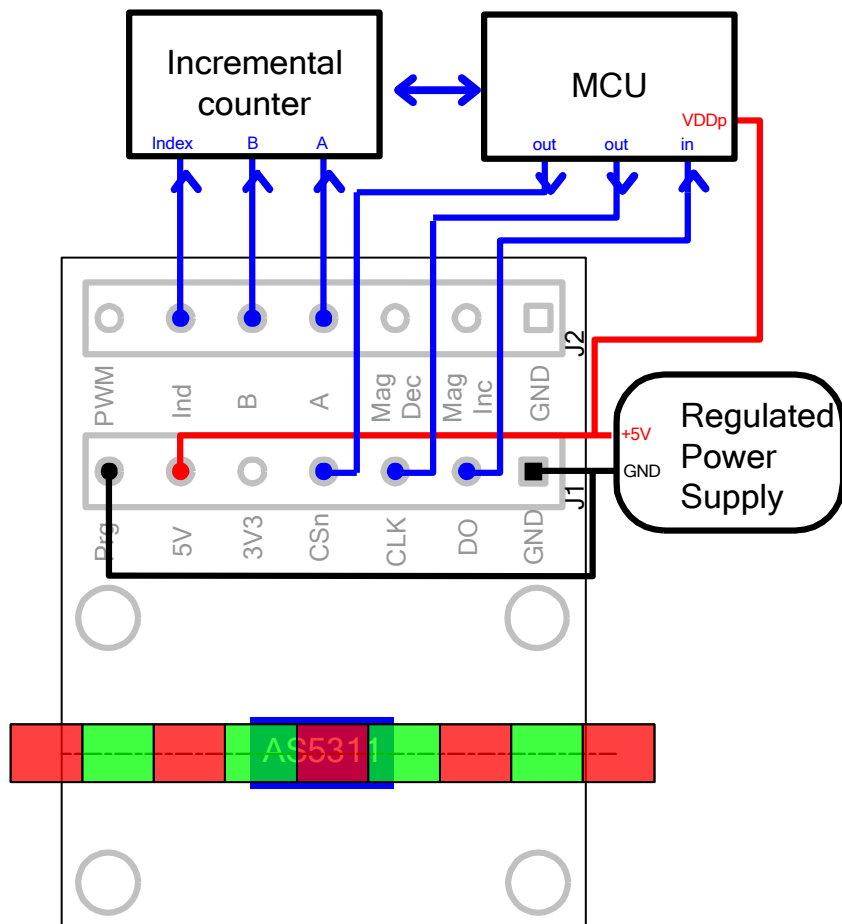 Incremental
counter
Index B A
MCU
VDDp
out out in
J2
PWM Ind B A Mag Dec Mag Inc GND
Regulated
Power
Supply
+5V
GND
J1
Prg 5V 3V3 CSn CLK DO GND
AS5311